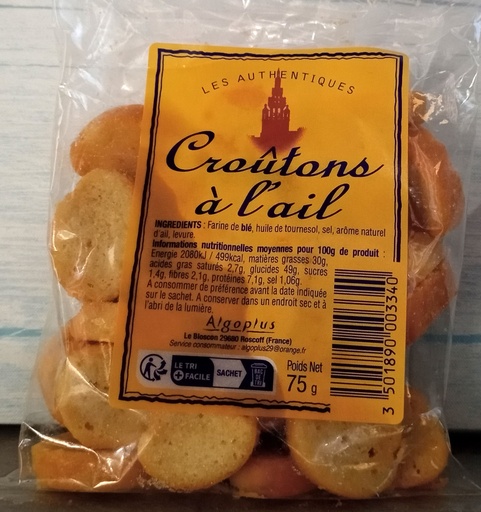 LES AUTHENTIQUES
Croûtons
à l'ail
INGREDIENTS : Farine de blé, huile de tournesol, sel, arôme naturel
d'ail, levure.
Informations nutritionnelles moyennes pour 100g de produit :
Energie 2080kJ / 499kcal, matières grasses 30g,
acides gras saturés 2,7g, glucides 49g, sucres
1,4g, fibres 2,1g, protéines 7,1g, sel 1,06g.
A consommer de préférence avant la date indiquée
sur le sachet. A conserver dans un endroit sec et à
l'abri de la lumière.
Algoplus
Le Bloscon 29680 Roscoff (France)
Service consommateur : algoplus29@orange.fr
LE TRI
+ FACILE
SACHET
BAC
DE
TRI
Poids Net
75 g
3 501890 003340